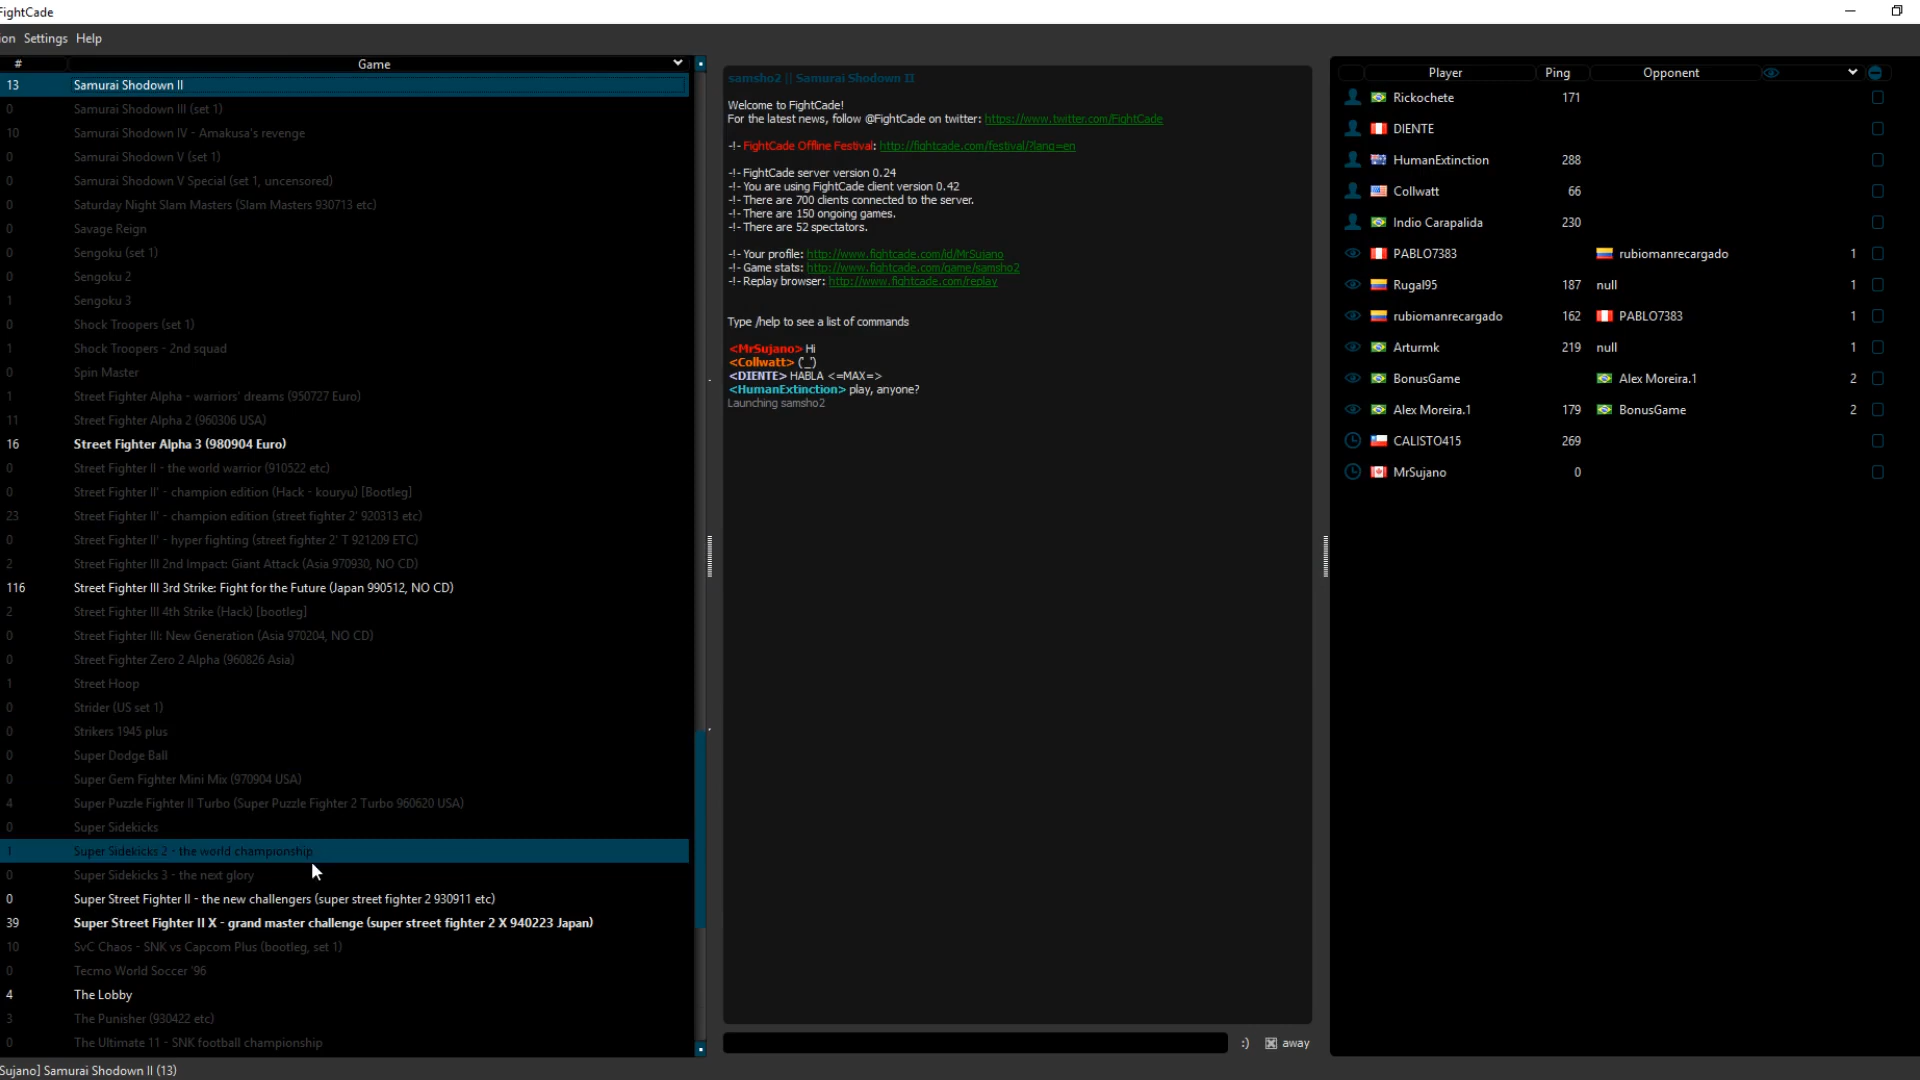 FightCade
ion Settings Help
# Game
13 Samurai Shodown II
0 Samurai Shodown III (set 1)
10 Samurai Shodown IV - Amakusa's revenge
0 Samurai Shodown V (set 1)
0 Samurai Shodown V Special (set 1, uncensored)
0 Saturday Night Slam Masters (Slam Masters 930713 etc)
0 Savage Reign
0 Sengoku (set 1)
0 Sengoku 2
1 Sengoku 3
0 Shock Troopers (set 1)
1 Shock Troopers - 2nd squad
0 Spin Master
1 Street Fighter Alpha - warriors' dreams (950727 Euro)
11 Street Fighter Alpha 2 (960306 USA)
16 Street Fighter Alpha 3 (980904 Euro)
0 Street Fighter II - the world warrior (910522 etc)
0 Street Fighter II' - champion edition (Hack - kouryu) [Bootleg]
23 Street Fighter II' - champion edition (street fighter 2' 920313 etc)
0 Street Fighter II' - hyper fighting (street fighter 2' T 921209 ETC)
2 Street Fighter III 2nd Impact: Giant Attack (Asia 970930, NO CD)
116 Street Fighter III 3rd Strike: Fight for the Future (Japan 990512, NO CD)
2 Street Fighter III 4th Strike (Hack) [bootleg]
0 Street Fighter III: New Generation (Asia 970204, NO CD)
0 Street Fighter Zero 2 Alpha (960826 Asia)
1 Street Hoop
0 Strider (US set 1)
0 Strikers 1945 plus
0 Super Dodge Ball
0 Super Gem Fighter Mini Mix (970904 USA)
4 Super Puzzle Fighter II Turbo (Super Puzzle Fighter 2 Turbo 960620 USA)
0 Super Sidekicks
1 Super Sidekicks 2 - the world championship
0 Super Sidekicks 3 - the next glory
0 Super Street Fighter II - the new challengers (super street fighter 2 930911 etc)
39 Super Street Fighter II X - grand master challenge (super street fighter 2 X 940223 Japan)
10 SvC Chaos - SNK vs Capcom Plus (bootleg, set 1)
0 Tecmo World Soccer '96
4 The Lobby
3 The Punisher (930422 etc)
0 The Ultimate 11 - SNK football championship
Sujano] Samurai Shodown II (13)
samsho2 || Samurai Shodown II
Welcome to FightCade!
For the latest news, follow @FightCade on twitter: https://www.twitter.com/FightCade
-!- FightCade Offline Festival: http://fightcade.com/festival/?lang=en
-!- FightCade server version 0.24
-!- You are using FightCade client version 0.42
-!- There are 700 clients connected to the server.
-!- There are 150 ongoing games.
-!- There are 52 spectators.
-!- Your profile: http://www.fightcade.com/id/MrSujano
-!- Game stats: http://www.fightcade.com/game/samsho2
-!- Replay browser: http://www.fightcade.com/replay
Type /help to see a list of commands
<MrSujano> Hi
<Collwatt> ('_')
<DIENTE> HABLA <=MAX=>
<HumanExtinction> play, anyone?
Launching samsho2
:) away
Player Ping Opponent
Rickochete 171
DIENTE
HumanExtinction 288
Collwatt 66
Indio Carapalida 230
PABLO7383 rubiomanrecargado 1
Rugal95 187 null 1
rubiomanrecargado 162 PABLO7383 1
Arturmk 219 null 1
BonusGame Alex Moreira.1 2
Alex Moreira.1 179 BonusGame 2
CALISTO415 269
MrSujano 0